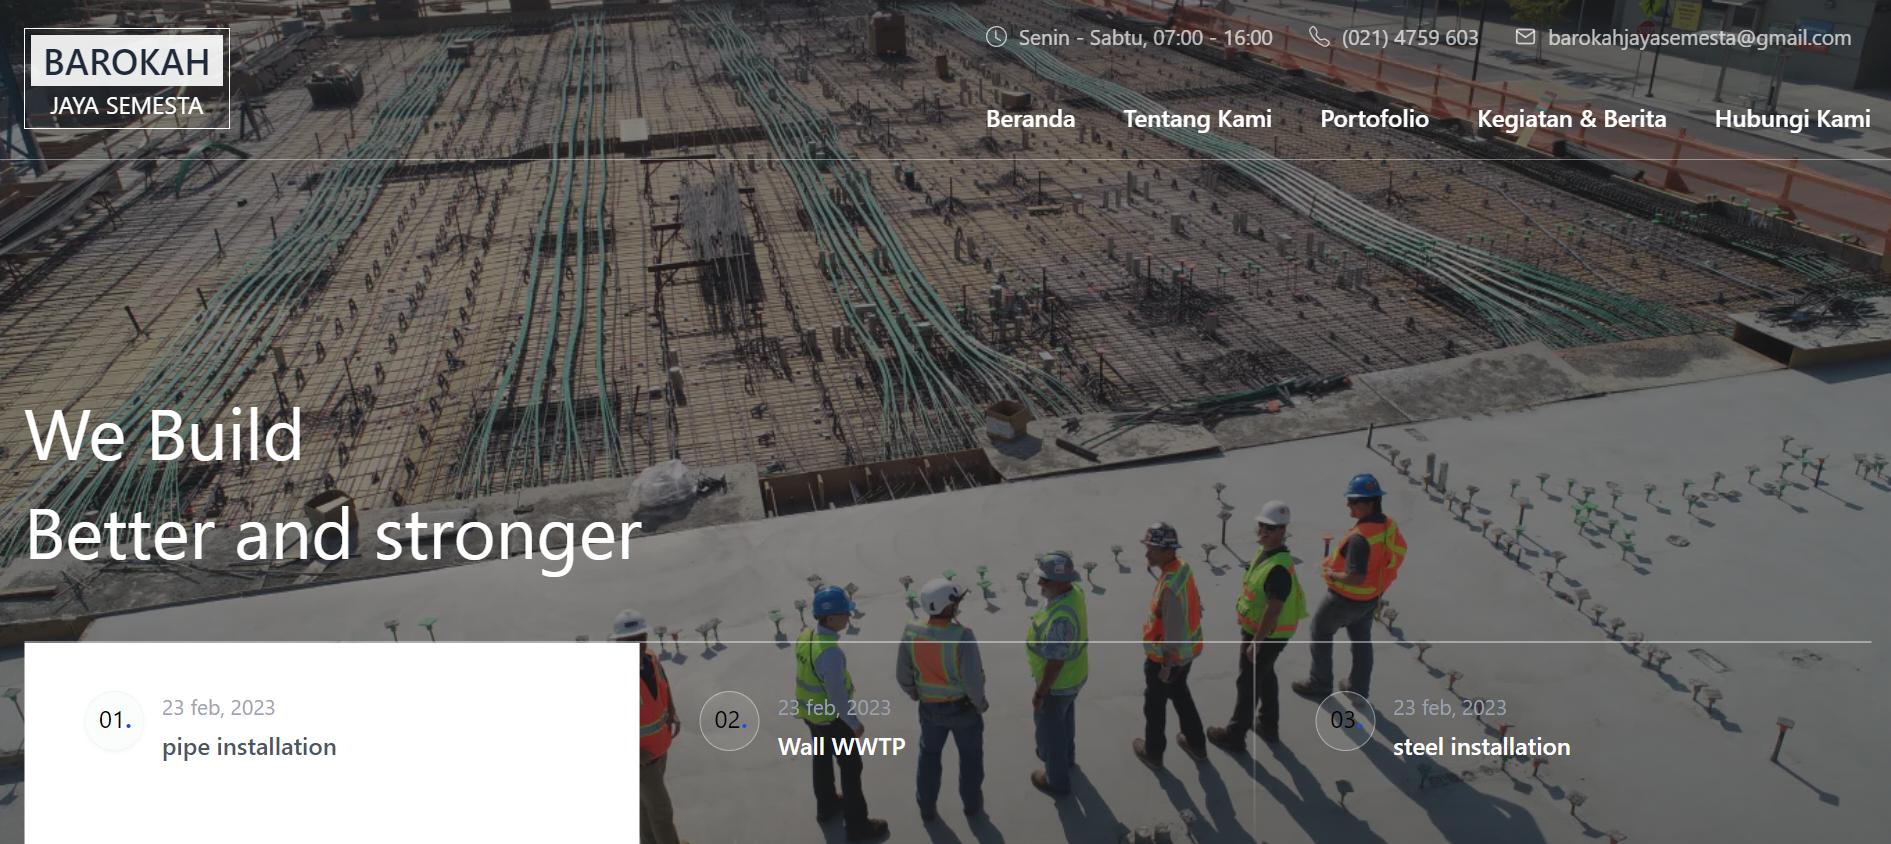 BAROKAH
JAYA SEMESTA
Senin - Sabtu, 07:00 - 16:00
(021) 4759 603
barokahjayasemesta@gmail.com
Beranda
Tentang Kami
Portofolio
Kegiatan & Berita
Hubungi Kami
We Build
Better and stronger
01.
23 feb, 2023
pipe installation
02.
23 feb, 2023
Wall WWTP
03.
23 feb, 2023
steel installation